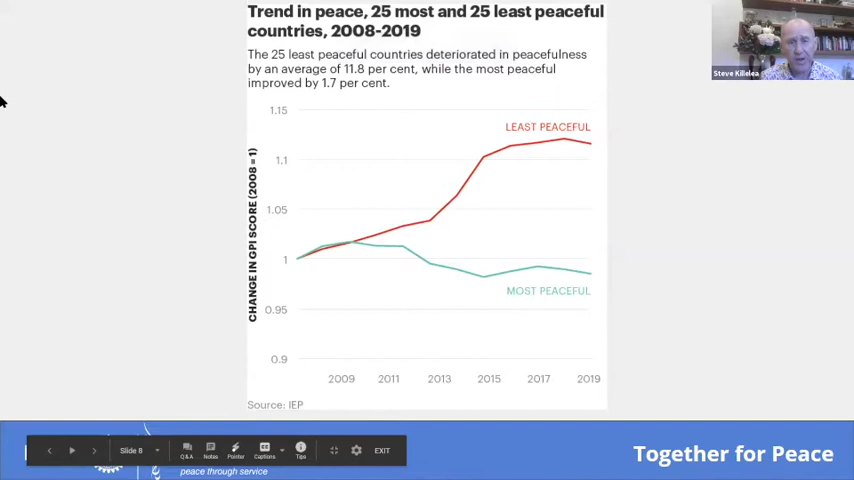 Trend in peace, 25 most and 25 least peaceful
countries, 2008-2019
The 25 least peaceful countries deteriorated in peacefulness
by an average of 11.8 per cent, while the most peaceful
improved by 1.7 per cent.
Steve Killelea
CHANGE IN GPI SCORE (2008 = 1)
1.15
1.1
1.05
1
0.95
0.9
LEAST PEACEFUL
MOST PEACEFUL
2009 2011 2013 2015 2017 2019
Source: IEP
Slide 8
Q&A Notes Pointer Captions Tips
EXIT
peace through service
Together for Peace